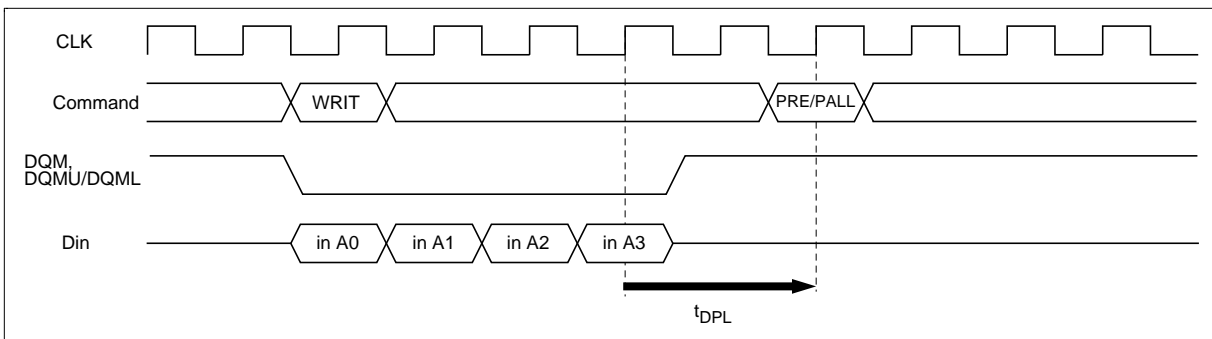 CLK
Command
WRIT
PRE/PALL
DQM,
DQMU/DQML
Din
in A0
in A1
in A2
in A3
tDPL